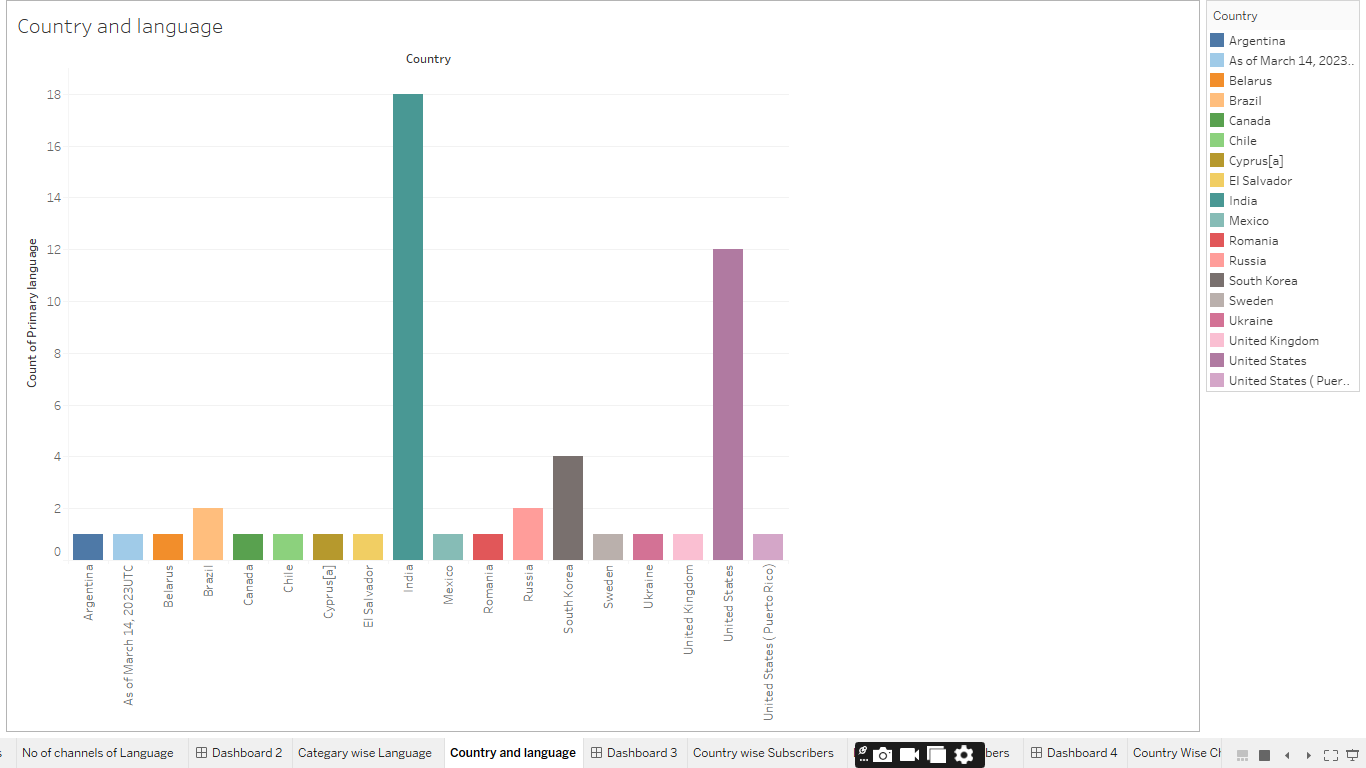 Country and language
Country
Count of Primary language
18
16
14
12
10
8
6
4
2
0
Argentina
As of March 14, 2023UTC
Belarus
Brazil
Canada
Chile
Cyprus[a]
El Salvador
India
Mexico
Romania
Russia
South Korea
Sweden
Ukraine
United Kingdom
United States
United States ( Puerto Rico)
Country
Argentina
As of March 14, 2023..
Belarus
Brazil
Canada
Chile
Cyprus[a]
El Salvador
India
Mexico
Romania
Russia
South Korea
Sweden
Ukraine
United Kingdom
United States
United States ( Puer..
s
No of channels of Language
Dashboard 2
Categary wise Language
Country and language
Dashboard 3
Country wise Subscribers
bers
Dashboard 4
Country Wise Ch